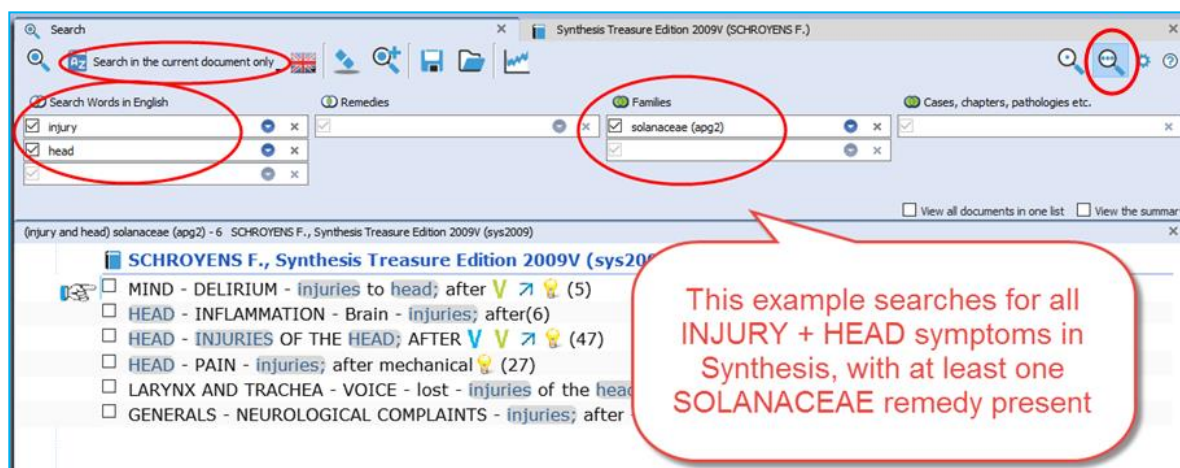 Search
Synthesis Treasure Edition 2009V (SCHROYENS F.)
AZ Search in the current document only
Search Words in English
Remedies
Families
Cases, chapters, pathologies etc.
injury
solanaceae (apg2)
head
View all documents in one list
View the summar
(injury and head) solanaceae (apg2) - 6 SCHROYENS F., Synthesis Treasure Edition 2009V (sys2009)
SCHROYENS F., Synthesis Treasure Edition 2009V (sys20
MIND - DELIRIUM - injuries to head; after V (5)
HEAD - INFLAMMATION - Brain - injuries; after(6)
HEAD - INJURIES OF THE HEAD; AFTER V V (47)
HEAD - PAIN - injuries; after mechanical (27)
LARYNX AND TRACHEA - VOICE - lost - injuries of the head
GENERALS - NEUROLOGICAL COMPLAINTS - injuries; after -
This example searches for all
INJURY + HEAD symptoms in
Synthesis, with at least one
SOLANACEAE remedy present